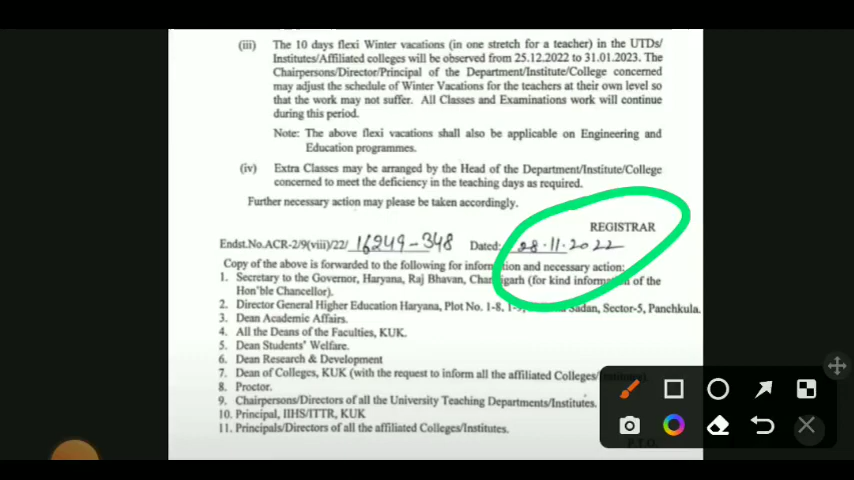 (iii) The 10 days flexi Winter vacations (in one stretch for a teacher) in the UTDs/
Institutes/Affiliated colleges will be observed from 25.12.2022 to 31.01.2023. The
Chairpersons/Director/Principal of the Department/Institute/College concerned
may adjust the schedule of Winter Vacations for the teachers at their own level so
that the work may not suffer. All Classes and Examinations work will continue
during this period.
Note: The above flexi vacations shall also be applicable on Engineering and
Education programmes.
(iv) Extra Classes may be arranged by the Head of the Department/Institute/College
concerned to meet the deficiency in the teaching days as required.
Further necessary action may please be taken accordingly.
REGISTRAR
Endst.No.ACR-2/9(viii)/22/ 16249-348 Dated: 28.11.2022
Copy of the above is forwarded to the following for information and necessary action:
1. Secretary to the Governor, Haryana, Raj Bhavan, Chandigarh (for kind information of the
Hon'ble Chancellor).
2. Director General Higher Education Haryana, Plot No. 1-8, Sadan, Sector-5, Panchkula.
3. Dean Academic Affairs.
4. All the Deans of the Faculties, KUK.
5. Dean Students' Welfare.
6. Dean Research & Development
7. Dean of Colleges, KUK (with the request to inform all the affiliated Colleges/
8. Proctor.
9. Chairpersons/Directors of all the University Teaching Departments/Institutes.
10. Principal, IIHS/ITTR, KUK
11. Principals/Directors of all the affiliated Colleges/Institutes.
P.T.O.